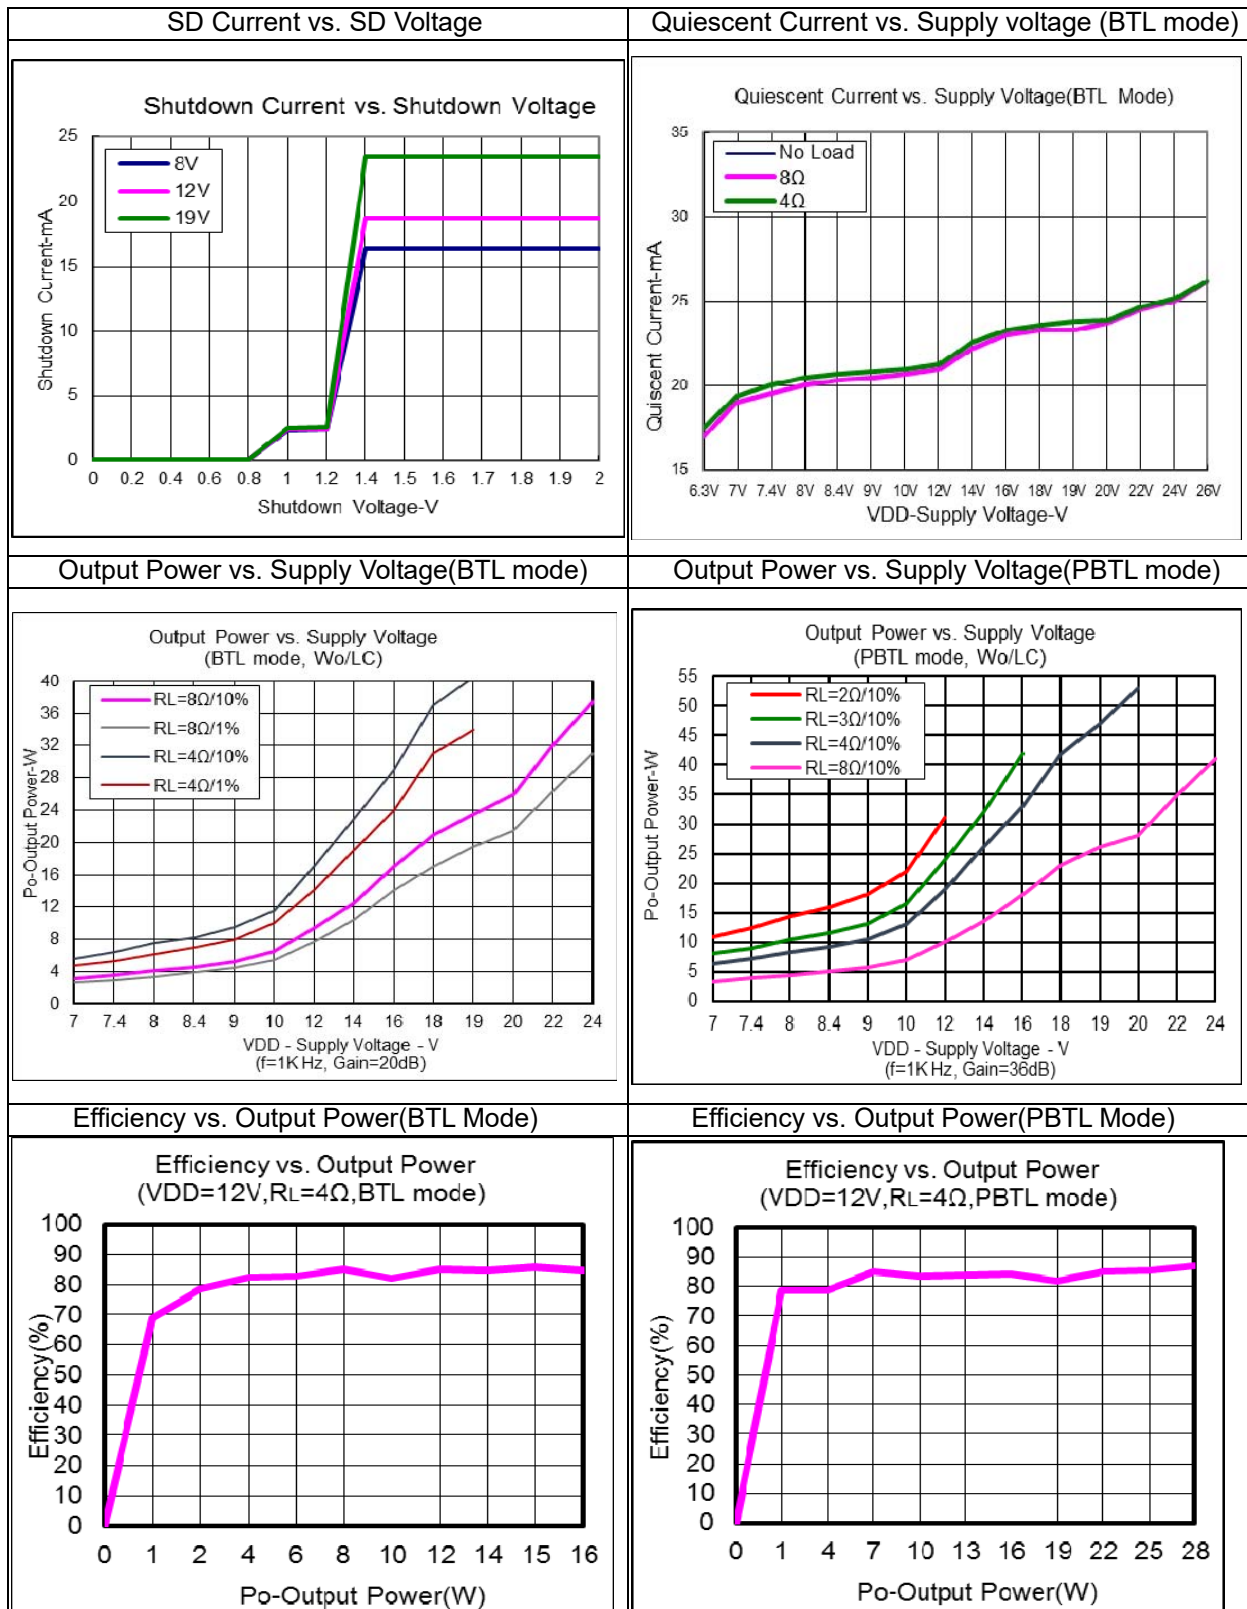 SD Current vs. SD Voltage
Quiescent Current vs. Supply voltage (BTL mode)
Shutdown Current vs. Shutdown Voltage
8V
12V
19V
25
20
15
10
5
0
Shutdown Current-mA
0 0.2 0.4 0.6 0.8 1 1.2 1.4 1.5 1.6 1.7 1.8 1.9 2
Shutdown Voltage-V
Quiescent Current vs. Supply Voltage(BTL Mode)
No Load
8Ω
4Ω
35
30
25
20
15
Quiscent Current-mA
6.3V 7V 7.4V 8V 8.4V 9V 10V 12V 14V 16V 18V 19V 20V 22V 24V 26V
VDD-Supply Voltage-V
Output Power vs. Supply Voltage(BTL mode)
Output Power vs. Supply Voltage(PBTL mode)
Output Power vs. Supply Voltage
(BTL mode, Wo/LC)
RL=8Ω/10%
RL=8Ω/1%
RL=4Ω/10%
RL=4Ω/1%
40
36
32
28
24
20
16
12
8
4
0
Po-Output Power-W
7 7.4 8 8.4 9 10 12 14 16 18 19 20 22 24
VDD - Supply Voltage - V
(f=1KHz, Gain=20dB)
Output Power vs. Supply Voltage
(PBTL mode, Wo/LC)
RL=2Ω/10%
RL=3Ω/10%
RL=4Ω/10%
RL=8Ω/10%
55
50
45
40
35
30
25
20
15
10
5
0
Po-Output Power-W
7 7.4 8 8.4 9 10 12 14 16 18 19 20 22 24
VDD - Supply Voltage - V
(f=1KHz, Gain=36dB)
Efficiency vs. Output Power(BTL Mode)
Efficiency vs. Output Power(PBTL Mode)
Efficiency vs. Output Power
(VDD=12V,RL=4Ω,BTL mode)
100
90
80
70
60
50
40
30
20
10
0
Efficiency(%)
0 1 2 4 6 8 10 12 14 15 16
Po-Output Power(W)
Efficiency vs. Output Power
(VDD=12V,RL=4Ω,PBTL mode)
100
90
80
70
60
50
40
30
20
10
0
Efficiency(%)
0 1 4 7 10 13 16 19 22 25 28
Po-Output Power(W)